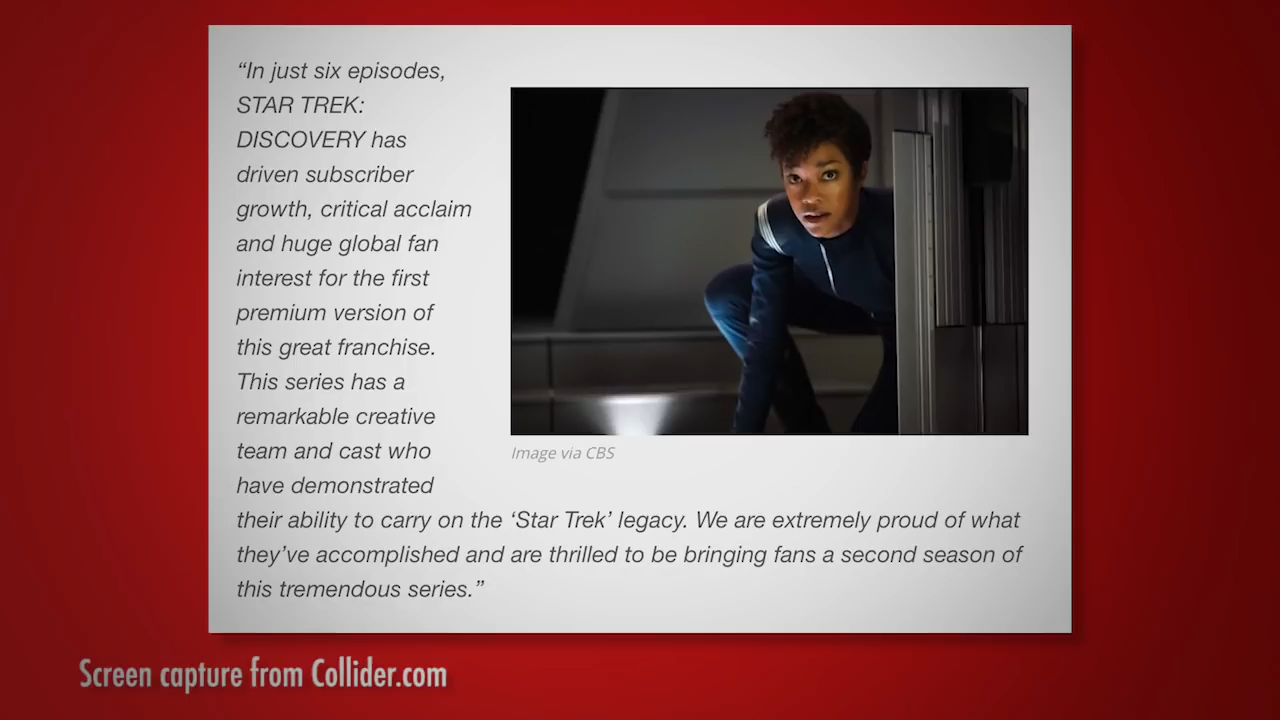 “In just six episodes,
STAR TREK:
DISCOVERY has
driven subscriber
growth, critical acclaim
and huge global fan
interest for the first
premium version of
this great franchise.
This series has a
remarkable creative
team and cast who
have demonstrated
their ability to carry on the ‘Star Trek’ legacy. We are extremely proud of what
they’ve accomplished and are thrilled to be bringing fans a second season of
this tremendous series.”
Image via CBS
Screen capture from Collider.com